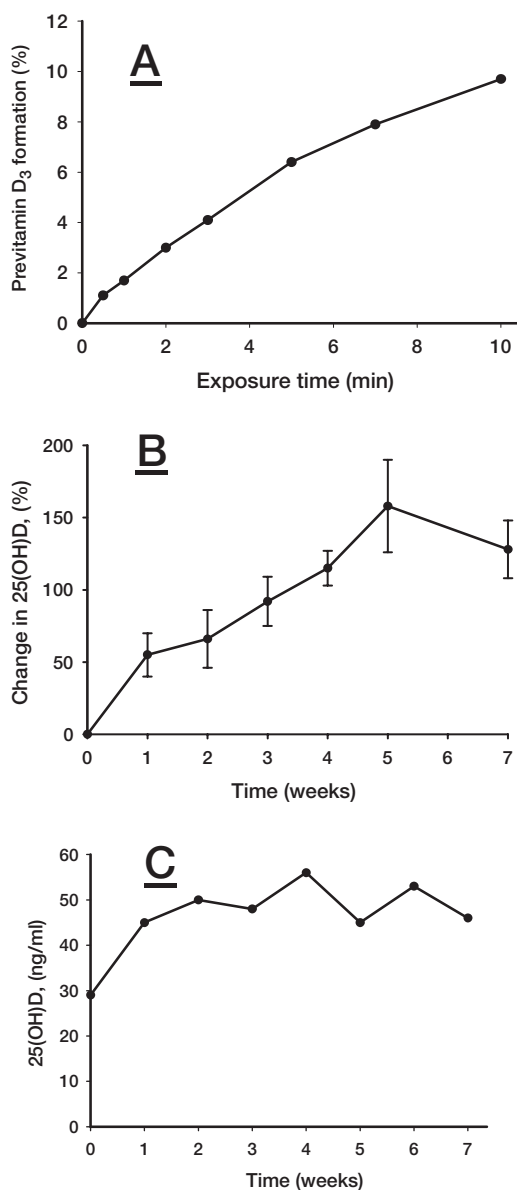 A
Previtamin D3 formation (%)
12
10
8
6
4
2
0
0 2 4 6 8 10
Exposure time (min)
B
Change in 25(OH)D, (%)
200
150
100
50
0
0 1 2 3 4 5 6 7
Time (weeks)
C
25(OH)D, (ng/ml)
60
50
40
30
20
10
0
0 1 2 3 4 5 6 7
Time (weeks)